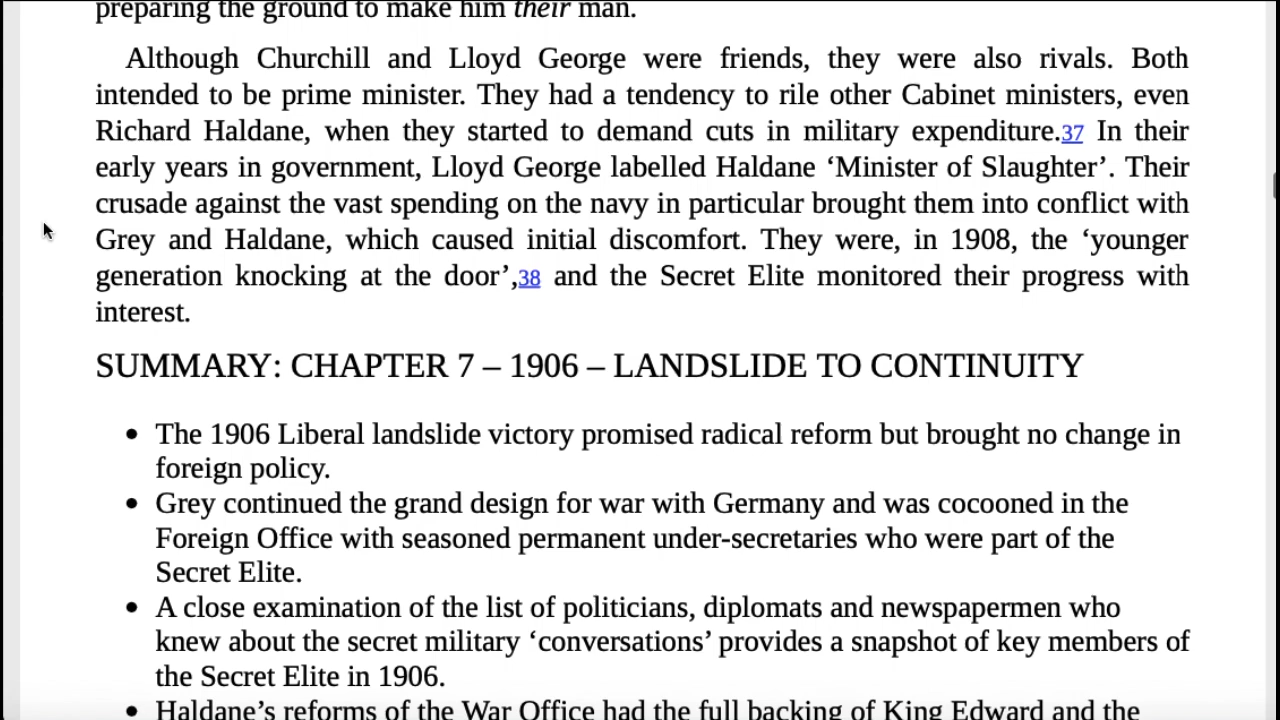 preparing the ground to make him their man.
Although Churchill and Lloyd George were friends, they were also rivals. Both
intended to be prime minister. They had a tendency to rile other Cabinet ministers, even
Richard Haldane, when they started to demand cuts in military expenditure.37 In their
early years in government, Lloyd George labelled Haldane ‘Minister of Slaughter’. Their
crusade against the vast spending on the navy in particular brought them into conflict with
Grey and Haldane, which caused initial discomfort. They were, in 1908, the ‘younger
generation knocking at the door’,38 and the Secret Elite monitored their progress with
interest.
SUMMARY: CHAPTER 7 – 1906 – LANDSLIDE TO CONTINUITY
• The 1906 Liberal landslide victory promised radical reform but brought no change in
foreign policy.
• Grey continued the grand design for war with Germany and was cocooned in the
Foreign Office with seasoned permanent under-secretaries who were part of the
Secret Elite.
• A close examination of the list of politicians, diplomats and newspapermen who
knew about the secret military ‘conversations’ provides a snapshot of key members of
the Secret Elite in 1906.
• Haldane’s reforms of the War Office had the full backing of King Edward and the